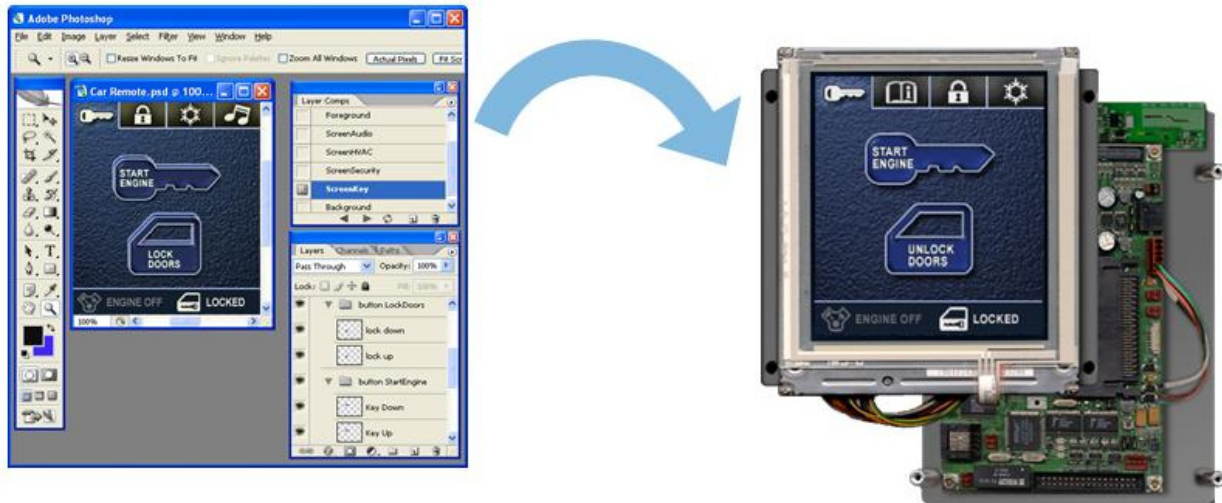 Adobe Photoshop
File Edit Image Layer Select Filter View Window Help
Resize Windows To Fit Ignore Palettes Zoom All Windows Actual Pixels Fit Scr
Car Remote.psd @ 100...
START
ENGINE
LOCK
DOORS
ENGINE OFF LOCKED
100%
Layer Comps
Foreground
ScreenAudio
ScreenHVAC
ScreenSecurity
ScreenKey
Background
Layers Channels Paths
Pass Through Opacity: 100%
Lock: Fill: 100%
button LockDoors
lock down
lock up
button StartEngine
Key Down
Key Up
START
ENGINE
UNLOCK
DOORS
ENGINE OFF LOCKED